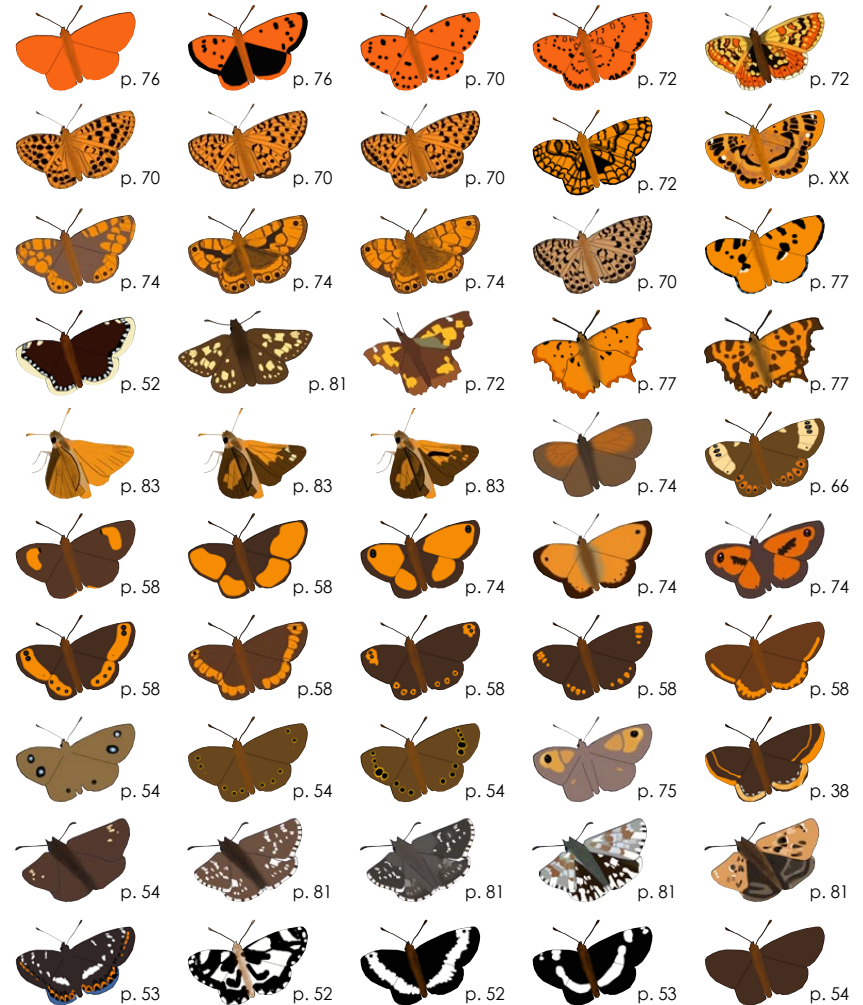 p. 76
p. 76
p. 70
p. 72
p. 72
p. 70
p. 70
p. 70
p. 72
p. XX
p. 74
p. 74
p. 74
p. 70
p. 77
p. 52
p. 81
p. 72
p. 77
p. 77
p. 83
p. 83
p. 83
p. 74
p. 66
p. 58
p. 58
p. 74
p. 74
p. 74
p. 58
p.58
p. 58
p. 58
p. 58
p. 54
p. 54
p. 54
p. 75
p. 38
p. 54
p. 81
p. 81
p. 81
p. 81
p. 53
p. 52
p. 52
p. 53
p. 54